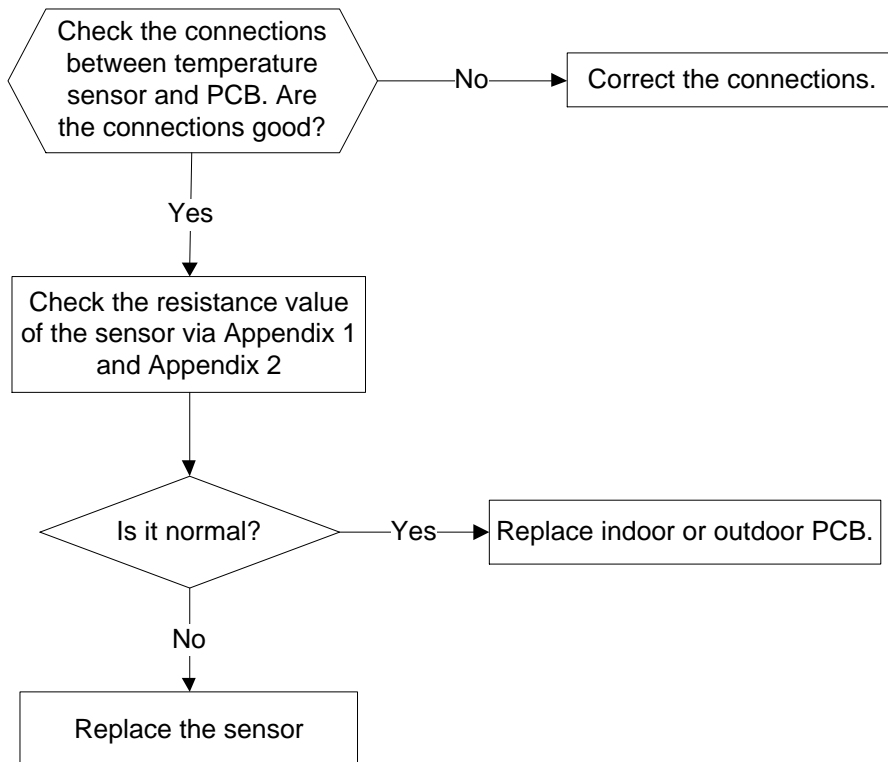 Check the connections
between temperature
sensor and PCB. Are
the connections good?
No
Correct the connections.
Yes
Check the resistance value
of the sensor via Appendix 1
and Appendix 2
Is it normal?
Yes
Replace indoor or outdoor PCB.
No
Replace the sensor